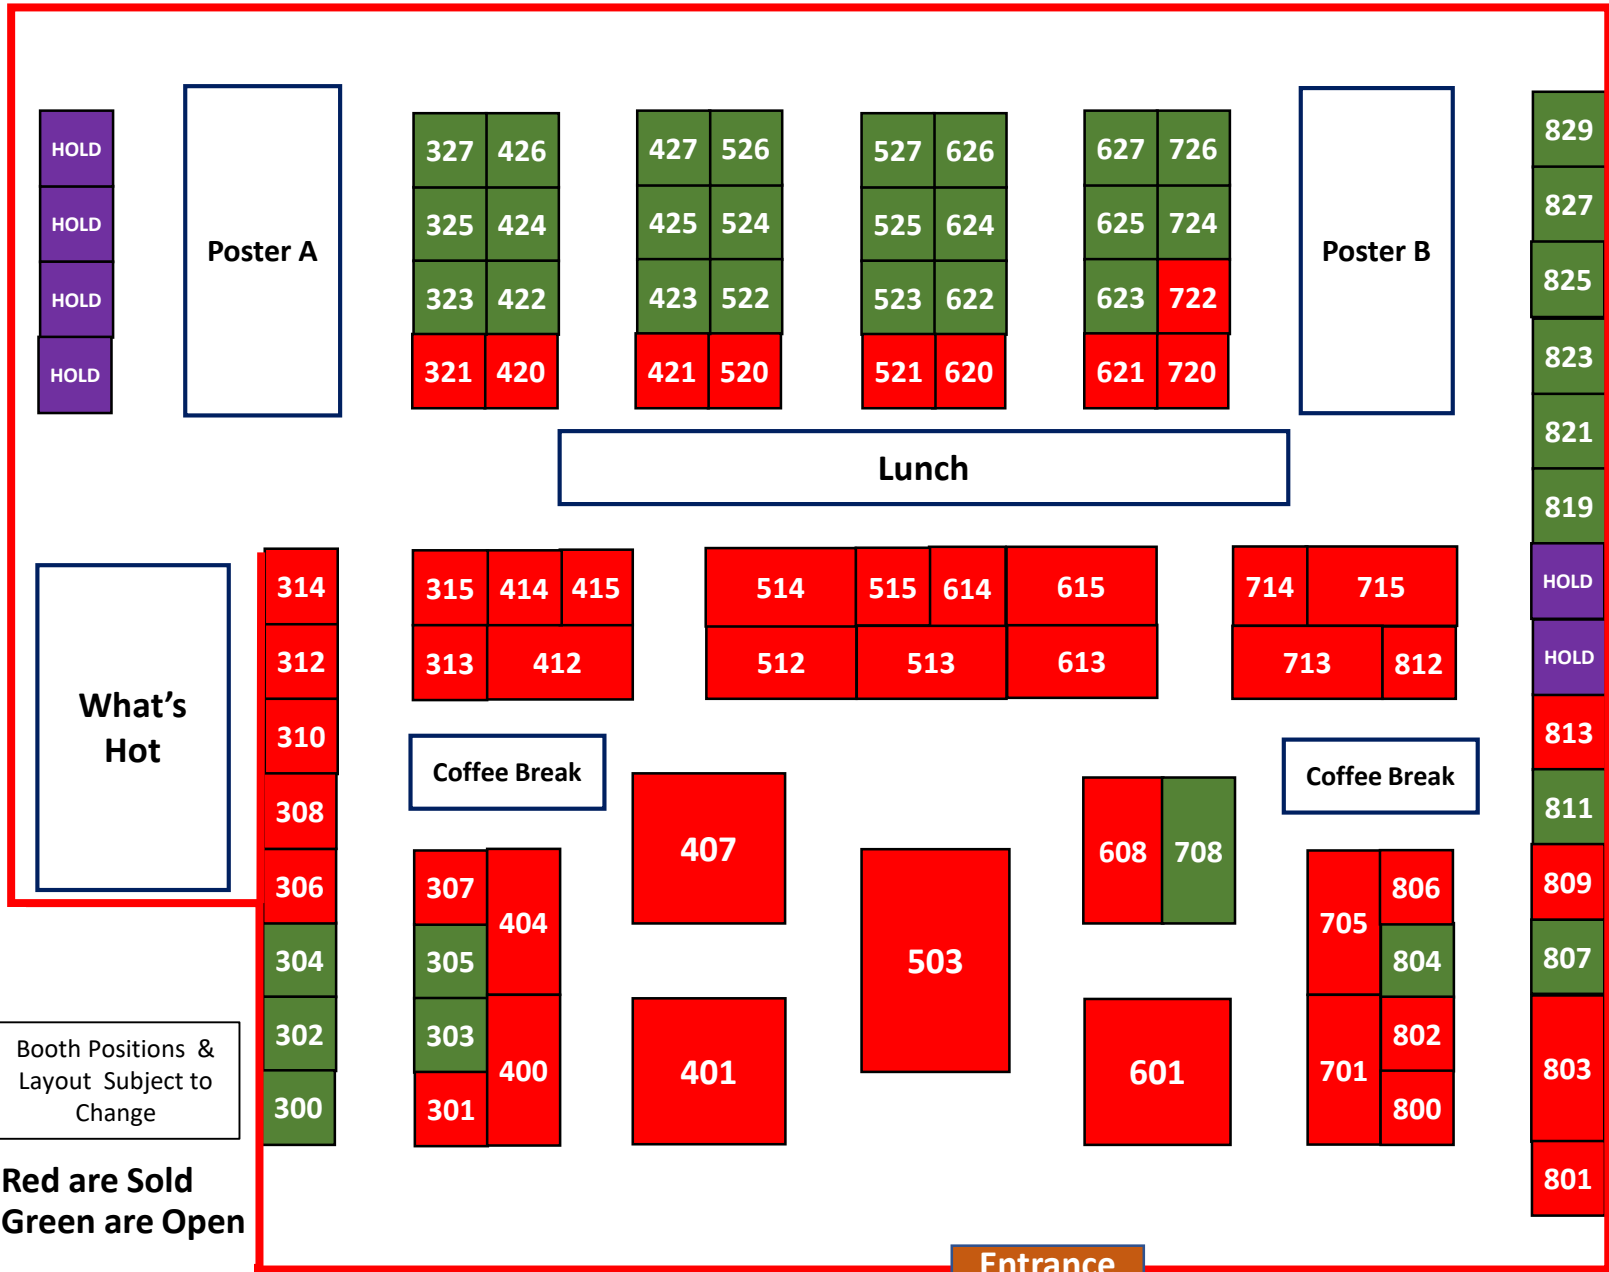 HOLD
HOLD
HOLD
HOLD
Poster A
327 426
325 424
323 422
321 420
427 526
425 524
423 522
421 520
527 626
525 624
523 622
521 620
627 726
625 724
623 722
621 720
Poster B
829
827
825
823
821
819
HOLD
HOLD
813
811
809
807
803
801
Lunch
What's
Hot
314
312
310
308
306
304
302
300
315 414 415
313 412
514 515 614 615
512 513 613
714 715
713 812
Coffee Break
Coffee Break
307
305
303
301
404
400
407
401
503
608 708
601
705
701
806
804
802
800
Booth Positions &
Layout Subject to
Change
Red are Sold
Green are Open
Entrance